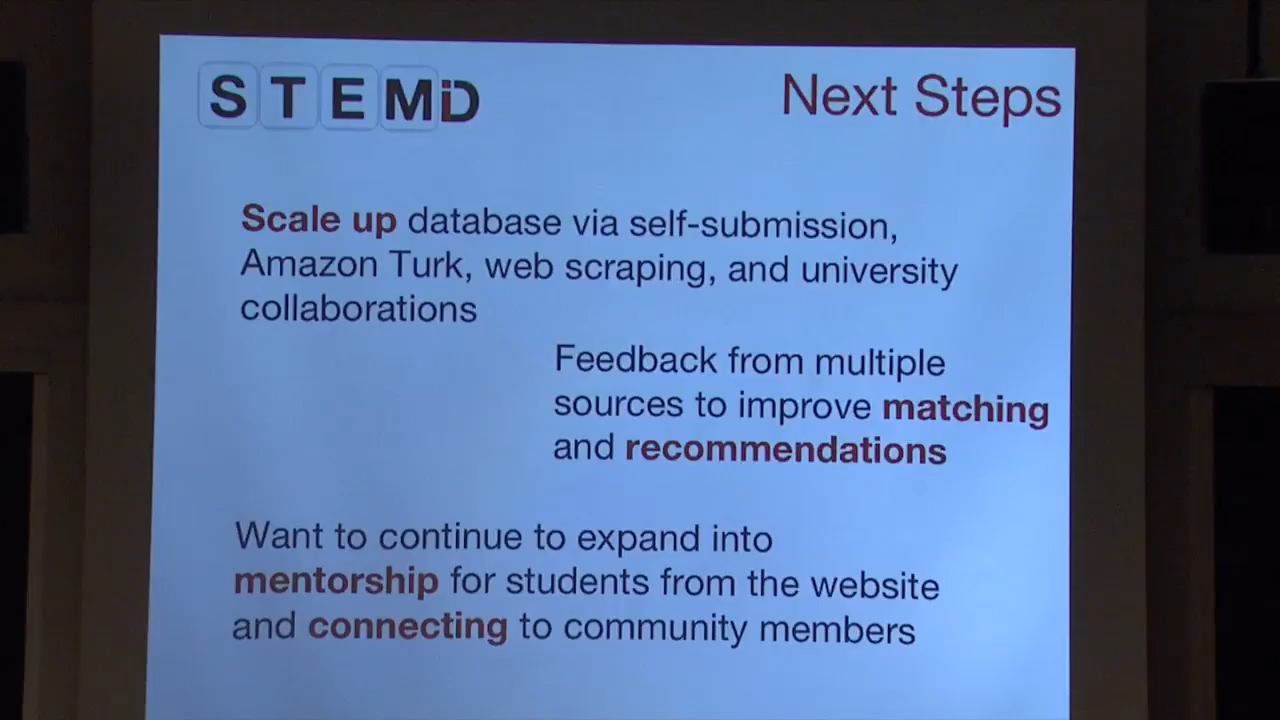 STEMiD
Next Steps
Scale up database via self-submission,
Amazon Turk, web scraping, and university
collaborations
Feedback from multiple
sources to improve matching
and recommendations
Want to continue to expand into
mentorship for students from the website
and connecting to community members